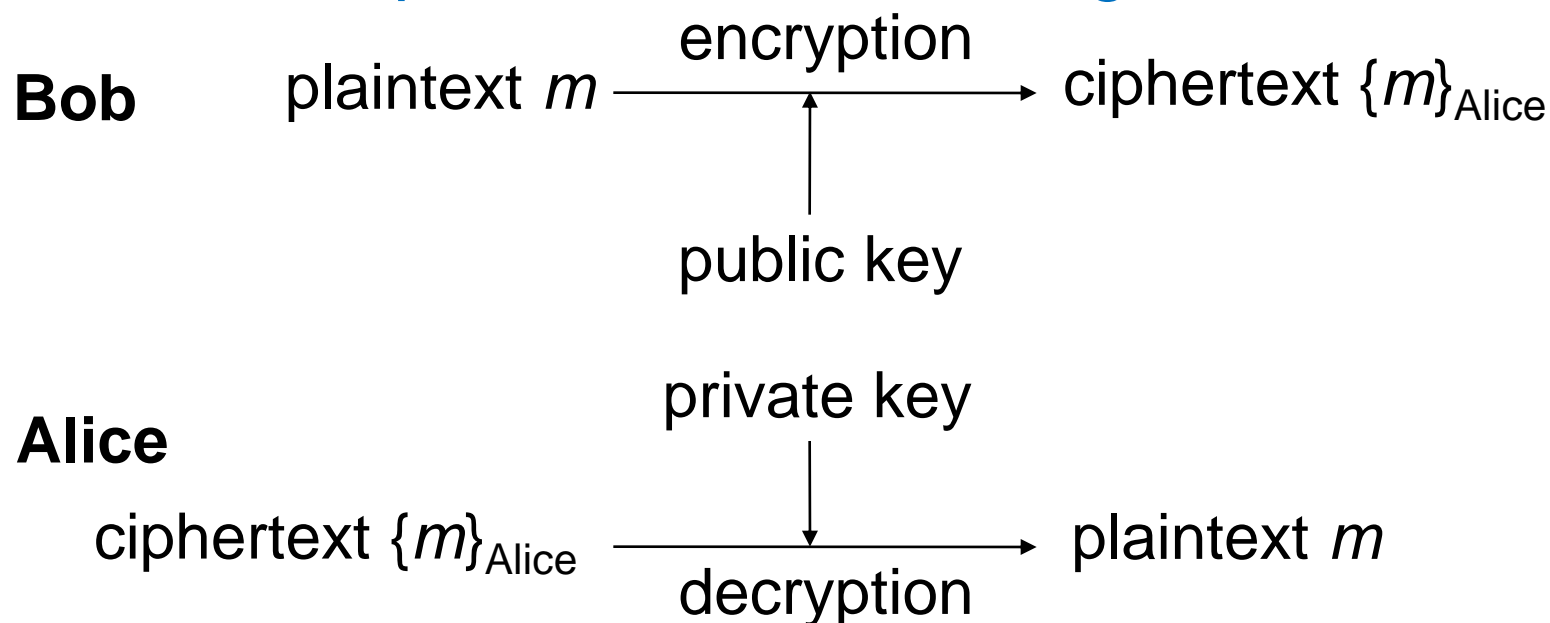 encryption
Bob plaintext m ciphertext {m}Alice
public key
private key
Alice
ciphertext {m}Alice plaintext m
decryption